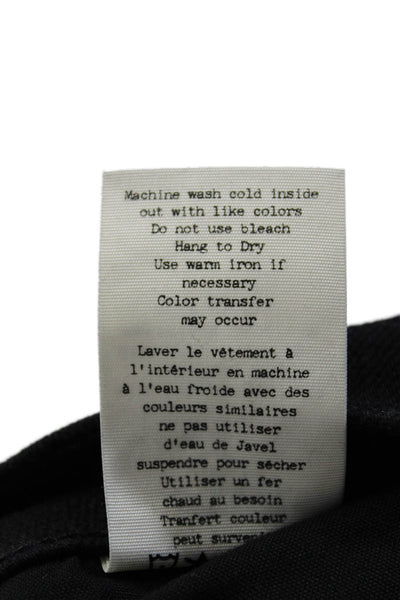 Machine wash cold inside
out with like colors
Do not use bleach
Hang to Dry
Use warm iron if
necessary
Color transfer
may occur
Laver le vêtement à
l'intérieur en machine
à l'eau froide avec des
couleurs similaires
ne pas utiliser
d'eau de Javel
suspendre pour sécher
Utiliser un fer
chaud au besoin
Tranfert couleur
peut